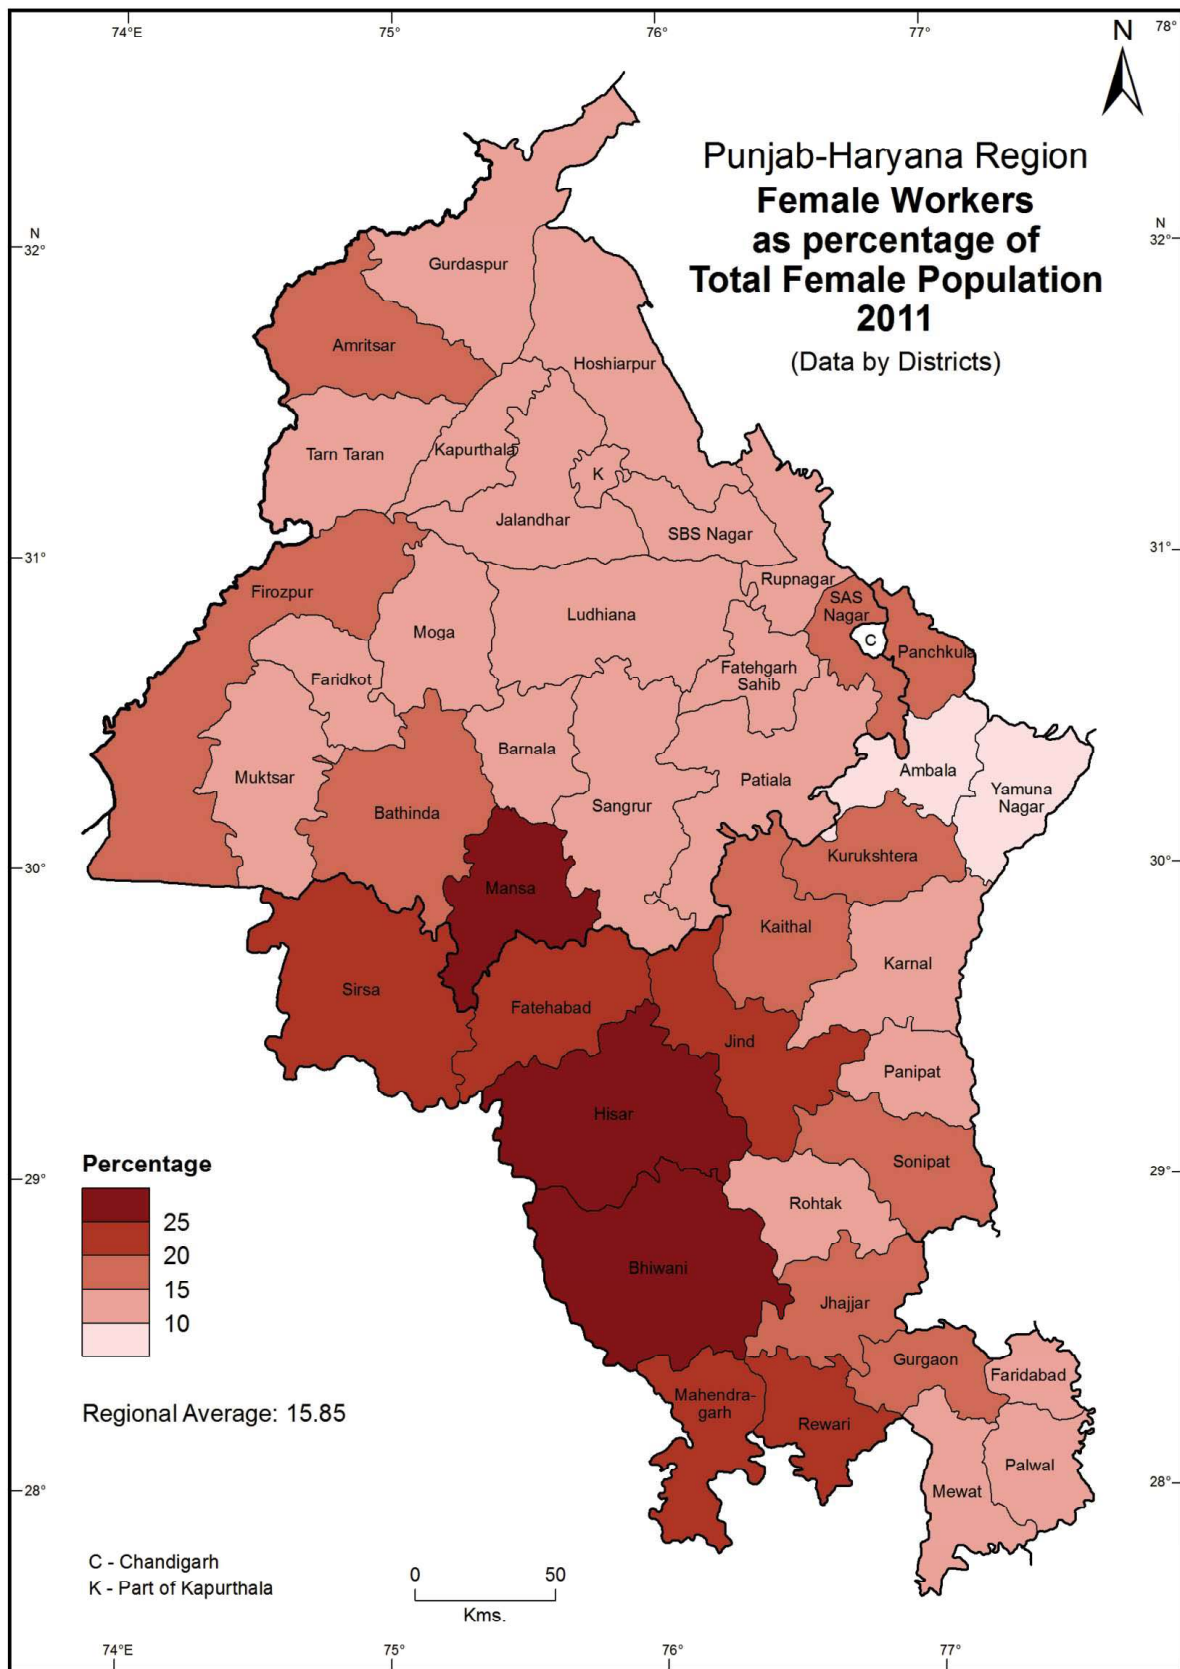 74°E
75°
76°
77°
78°
N
Punjab-Haryana Region
Female Workers
as percentage of
Total Female Population
2011
(Data by Districts)
N
32°
N
32°
Gurdaspur
Amritsar
Hoshiarpur
Tarn Taran
Kapurthala
K
Jalandhar
SBS Nagar
31°
31°
Rupnagar
Firozpur
SAS
Nagar
Ludhiana
Moga
C
Panchkula
Fatehgarh
Sahib
Faridkot
Barnala
Muktsar
Patiala
Ambala
Yamuna
Nagar
Sangrur
Bathinda
Kurukshtera
30°
30°
Mansa
Kaithal
Karnal
Sirsa
Fatehabad
Jind
Panipat
Hisar
Sonipat
29°
29°
Percentage
25
20
15
10
Rohtak
Bhiwani
Jhajjar
Gurgaon
Faridabad
Mahendra-
garh
Rewari
Regional Average: 15.85
Palwal
Mewat
28°
28°
C - Chandigarh
K - Part of Kapurthala
0
50
Kms.
74°E
75°
76°
77°